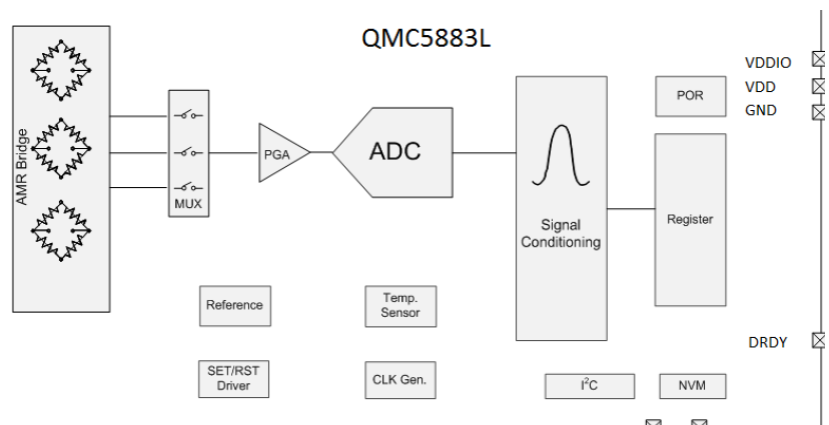 QMC5883L
VDDIO
VDD
GND
POR
AMR Bridge
MUX
PGA
ADC
Signal
Conditioning
Register
Reference
Temp.
Sensor
DRDY
SET/RST
Driver
CLK Gen.
I²C
NVM